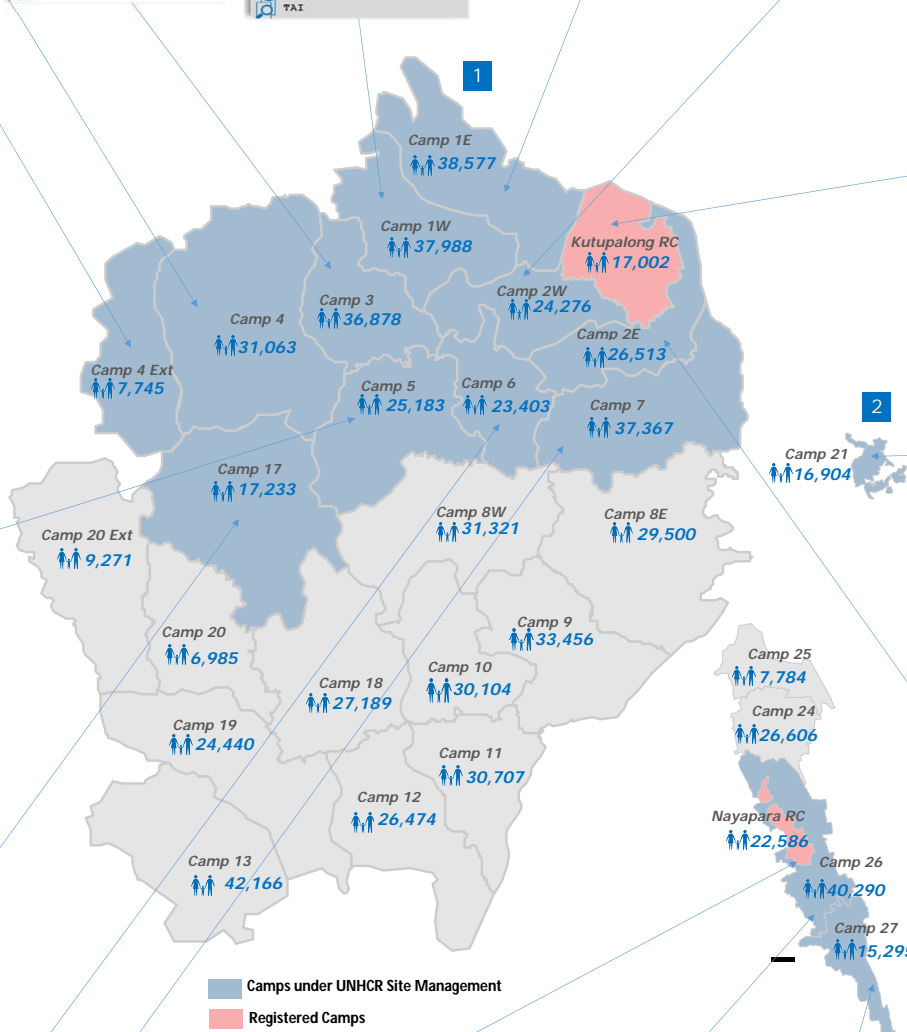 TAI
1
Camp 1E
38,577
Camp 1W
37,988
Kutupalong RC
17,002
Camp 2W
24,276
Camp 3
36,878
Camp 4
31,063
Camp 2E
26,513
Camp 4 Ext
7,745
Camp 5
25,183
Camp 6
23,403
Camp 7
37,367
2
Camp 21
16,904
Camp 17
17,233
Camp 8W
31,321
Camp 8E
29,500
Camp 20 Ext
9,271
Camp 20
6,985
Camp 9
33,456
Camp 25
7,784
Camp 18
27,189
Camp 10
30,104
Camp 24
26,606
Camp 19
24,440
Camp 11
30,707
Camp 12
26,474
Nayapara RC
22,586
Camp 13
42,166
Camp 26
40,290
Camp 27
15,295
Camps under UNHCR Site Management
Registered Camps